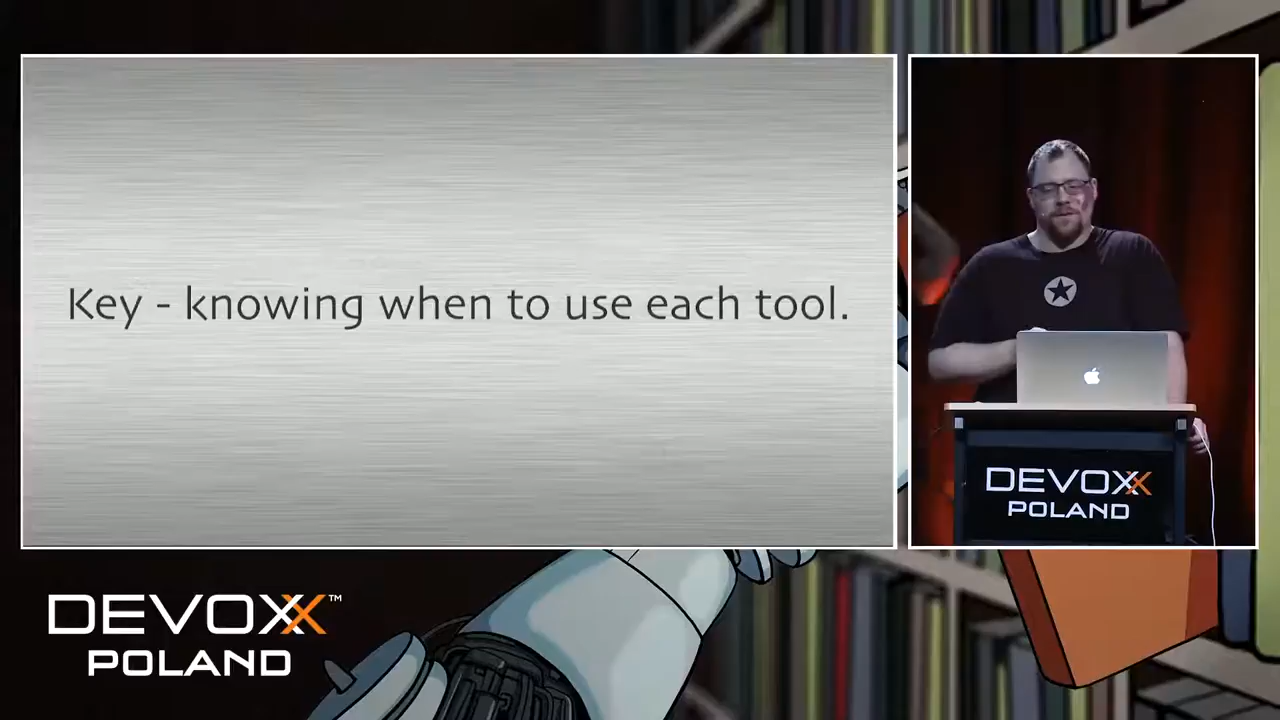 Key - knowing when to use each tool.
DEVOXX
POLAND
DEVOXX™
POLAND